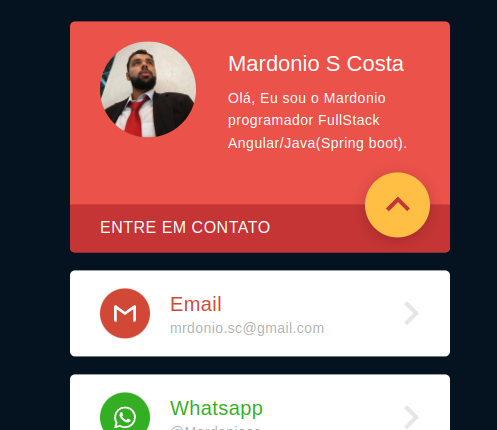 Mardonio S Costa
Olá, Eu sou o Mardonio
programador FullStack
Angular/Java(Spring boot).
ENTRE EM CONTATO
Email
mrdonio.sc@gmail.com
Whatsapp